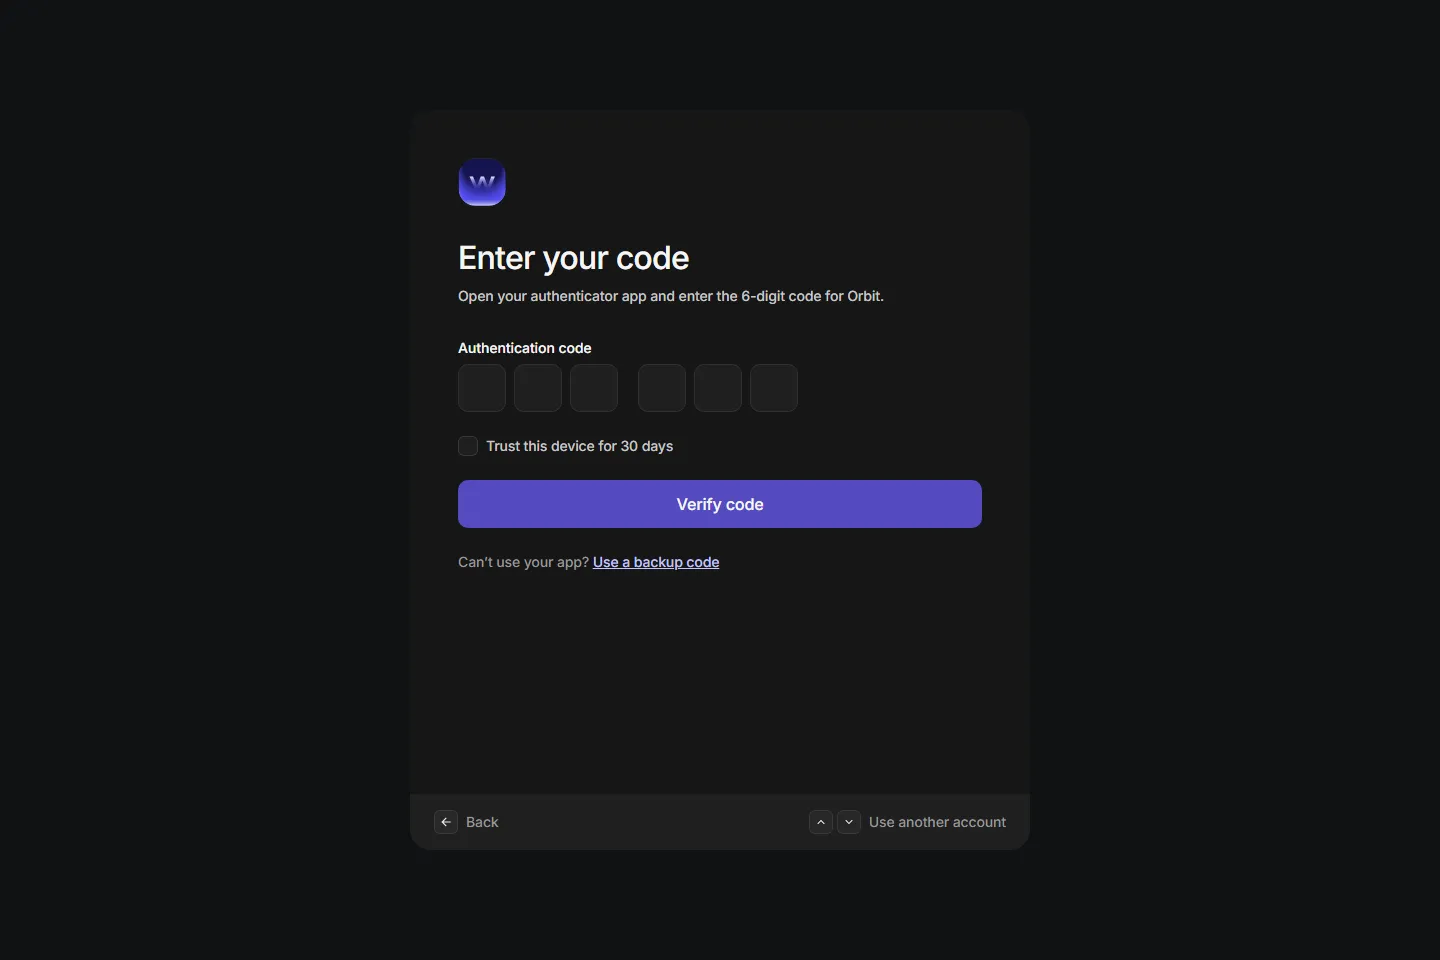 W
Enter your code
Open your authenticator app and enter the 6-digit code for Orbit.
Authentication code
Trust this device for 30 days
Verify code
Can’t use your app? Use a backup code
Back
Use another account